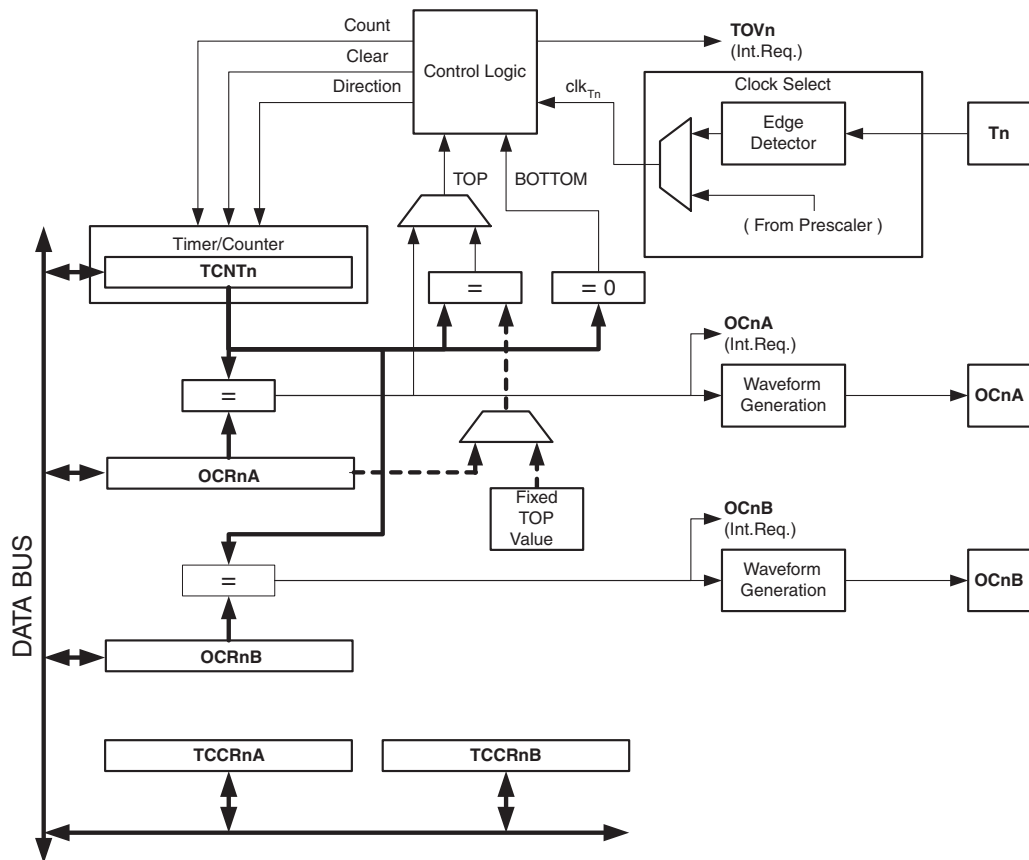 Count
Clear
Direction
Control Logic
TOVn
(Int.Req.)
clkTn
Clock Select
Edge
Detector
Tn
( From Prescaler )
TOP
BOTTOM
Timer/Counter
TCNTn
=
= 0
OCnA
(Int.Req.)
=
Waveform
Generation
OCnA
OCRnA
Fixed
TOP
Value
OCnB
(Int.Req.)
=
Waveform
Generation
OCnB
OCRnB
DATA BUS
TCCRnA
TCCRnB